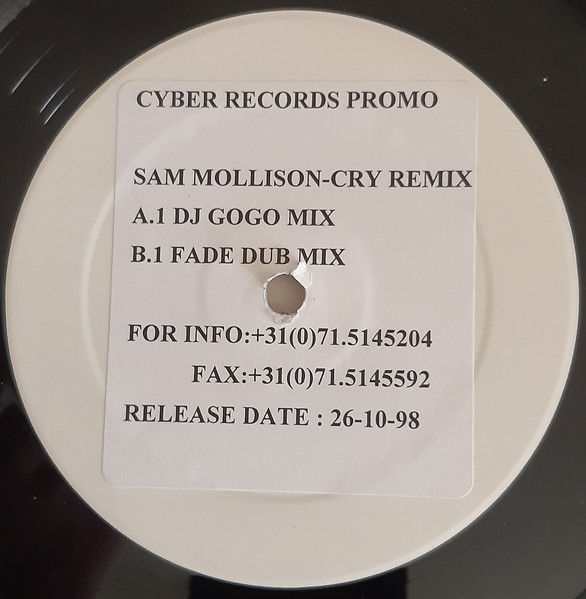 CYBER RECORDS PROMO
SAM MOLLISON-CRY REMIX
A.1 DJ GOGO MIX
B.1 FADE DUB MIX
FOR INFO:+31(0)71.5145204
FAX:+31(0)71.5145592
RELEASE DATE : 26-10-98